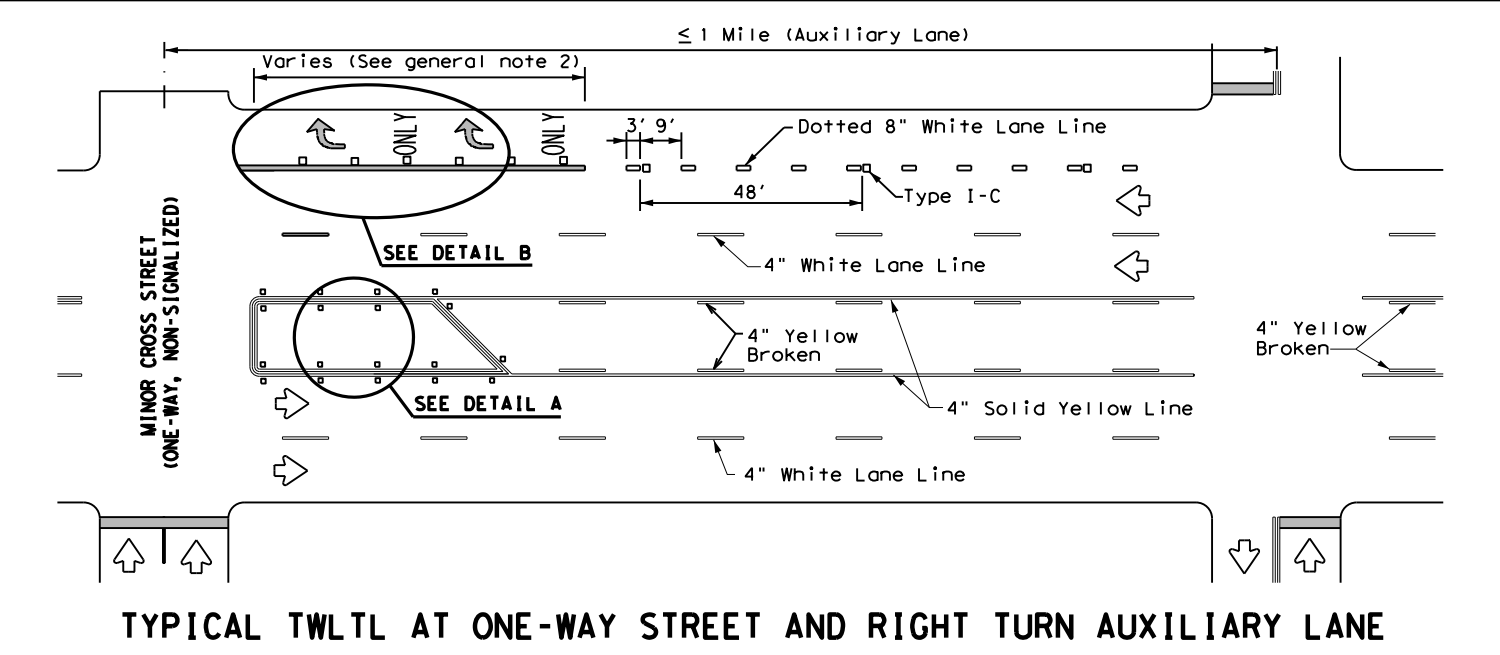 ≤ 1 Mile (Auxiliary Lane)
Varies (See general note 2)
ONLY
ONLY
3' 9'
Dotted 8" White Lane Line
48'
Type I-C
SEE DETAIL B
4" White Lane Line
MINOR CROSS STREET
(ONE-WAY, NON-SIGNALIZED)
4" Yellow
Broken
4" Yellow
Broken
SEE DETAIL A
4" Solid Yellow Line
4" White Lane Line
TYPICAL TWLTL AT ONE-WAY STREET AND RIGHT TURN AUXILIARY LANE